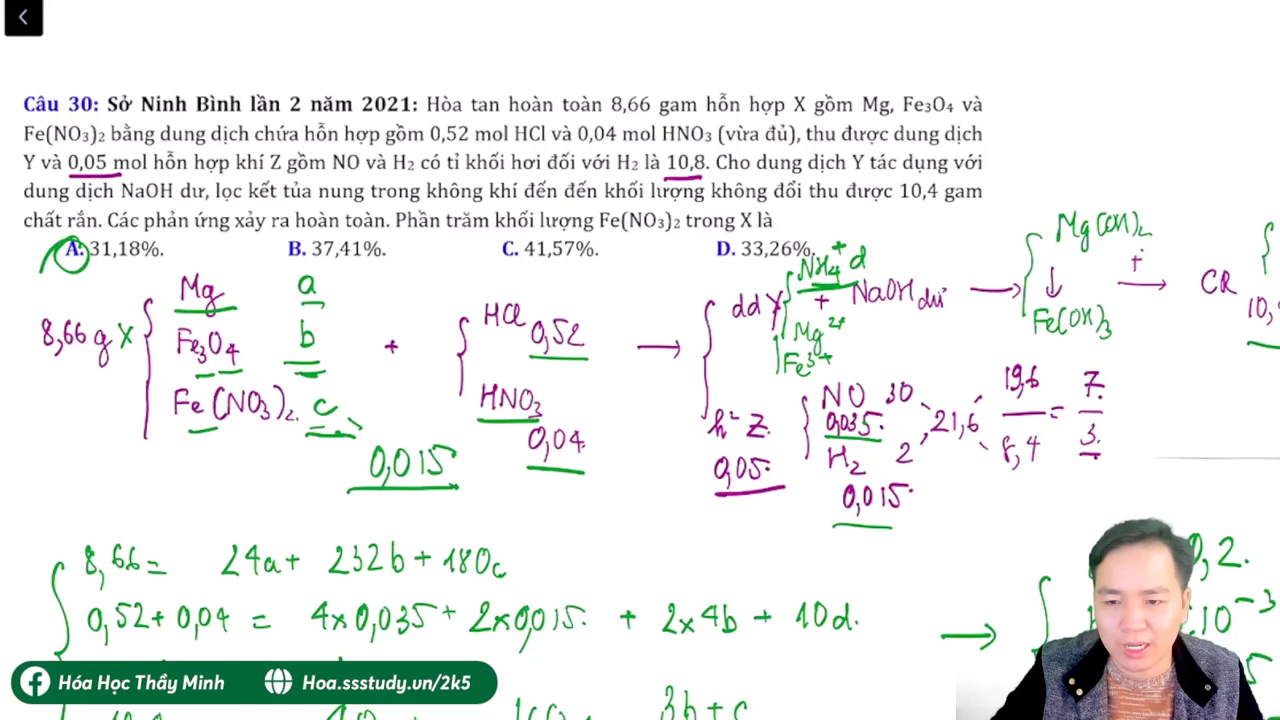 Câu 30: Sở Ninh Bình lần 2 năm 2021: Hòa tan hoàn toàn 8,66 gam hỗn hợp X gồm Mg, Fe₃O₄ và
Fe(NO₃)₂ bằng dung dịch chứa hỗn hợp gồm 0,52 mol HCl và 0,04 mol HNO₃ (vừa đủ), thu được dung dịch
Y và 0,05 mol hỗn hợp khí Z gồm NO và H₂ có tỉ khối hơi đối với H₂ là 10,8. Cho dung dịch Y tác dụng với
dung dịch NaOH dư, lọc kết tủa nung trong không khí đến đến khối lượng không đổi thu được 10,4 gam
chất rắn. Các phản ứng xảy ra hoàn toàn. Phần trăm khối lượng Fe(NO₃)₂ trong X là
A. 31,18%. B. 37,41%. C. 41,57%. D. 33,26%.
8,66 g X
Mg a
Fe₃O₄ b
Fe(NO₃)₂ c
0,015
+
HCl 0,52
HNO₃
0,04
dd Y
NH₄⁺ d
Mg²⁺
Fe³⁺
+ NaOH dư
Mg(OH)₂
Fe(OH)₃
t
CR
h² Z
0,05
NO 30
0,035
H₂ 2
0,015
21,6
19,6
8,4
= 7
3
8,66 = 24a + 232b + 180c
0,52 + 0,04 = 4x0,035 + 2x0,015 + 2x4b + 10d
3b + c
Hóa Học Thầy Minh
Hoa.ssstudy.vn/2k5